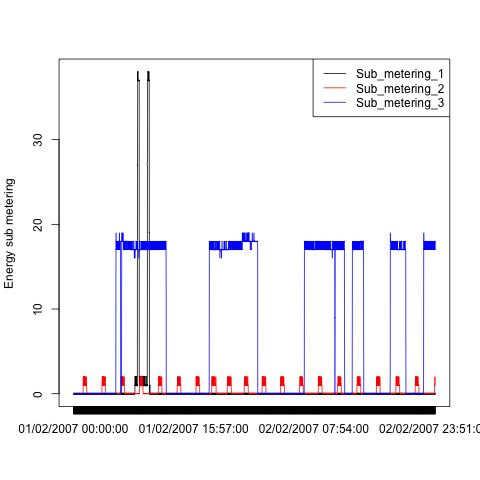 Sub_metering_1
Sub_metering_2
Sub_metering_3
Energy sub metering
30
20
10
0
01/02/2007 00:00:00
01/02/2007 15:57:00
02/02/2007 07:54:00
02/02/2007 23:51:0